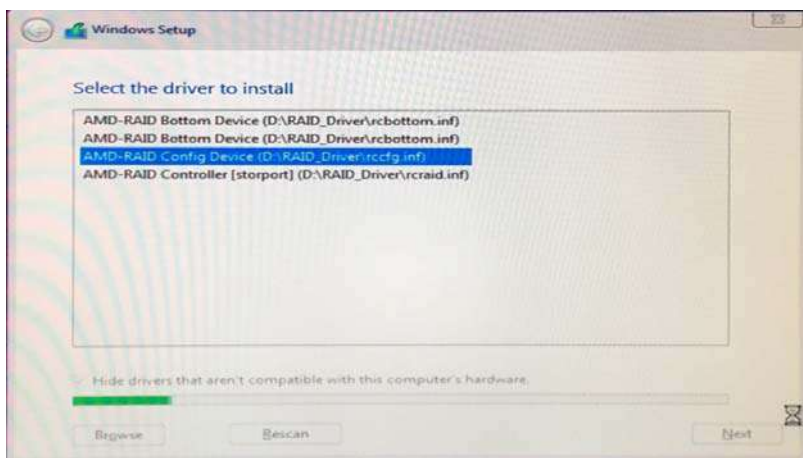 Windows Setup
Select the driver to install
AMD-RAID Bottom Device (D:\RAID_Driver\rcbottom.inf)
AMD-RAID Bottom Device (D:\RAID_Driver\rcbottom.inf)
AMD-RAID Config Device (D:\RAID_Driver\rccfg.inf)
AMD-RAID Controller [storport] (D:\RAID_Driver\rcraid.inf)
Hide drivers that aren't compatible with this computer's hardware.
Browse Rescan Next